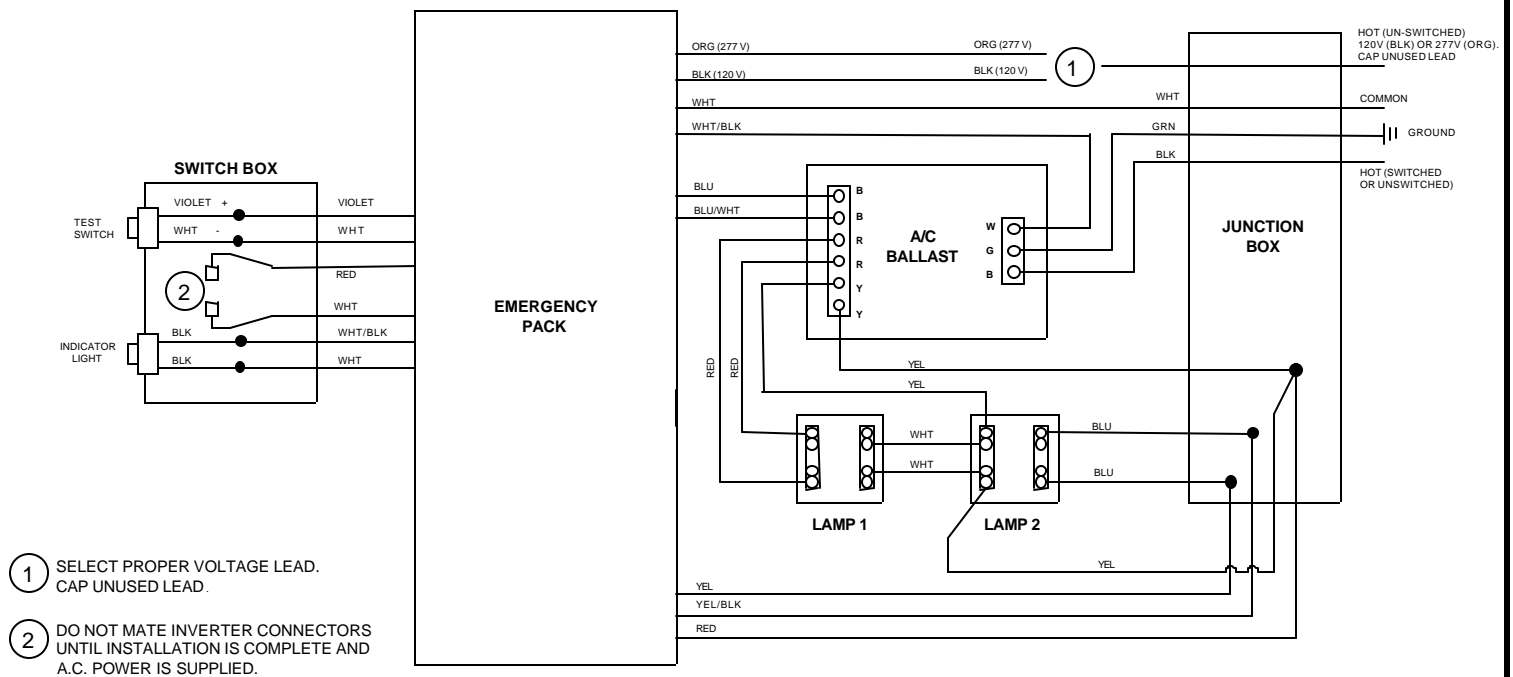 HOT (UN-SWITCHED)
120V (BLK) OR 277V (ORG).
CAP UNUSED LEAD
ORG (277 V)
ORG (277 V)
1
BLK (120 V)
BLK (120 V)
WHT
WHT
COMMON
WHT/BLK
GRN
GROUND
BLK
HOT (SWITCHED
OR UNSWITCHED)
SWITCH BOX
VIOLET +
VIOLET
TEST
SWITCH
WHT -
WHT
RED
2
WHT
BLK
WHT/BLK
INDICATOR
LIGHT
BLK
WHT
EMERGENCY
PACK
BLU
BLU/WHT
B
B
R
R
Y
Y
A/C
BALLAST
W
G
B
JUNCTION
BOX
RED
RED
YEL
YEL
WHT
WHT
BLU
BLU
LAMP 1
LAMP 2
YEL
YEL
YEL/BLK
RED
1 SELECT PROPER VOLTAGE LEAD.
CAP UNUSED LEAD.
2 DO NOT MATE INVERTER CONNECTORS
UNTIL INSTALLATION IS COMPLETE AND
A.C. POWER IS SUPPLIED.